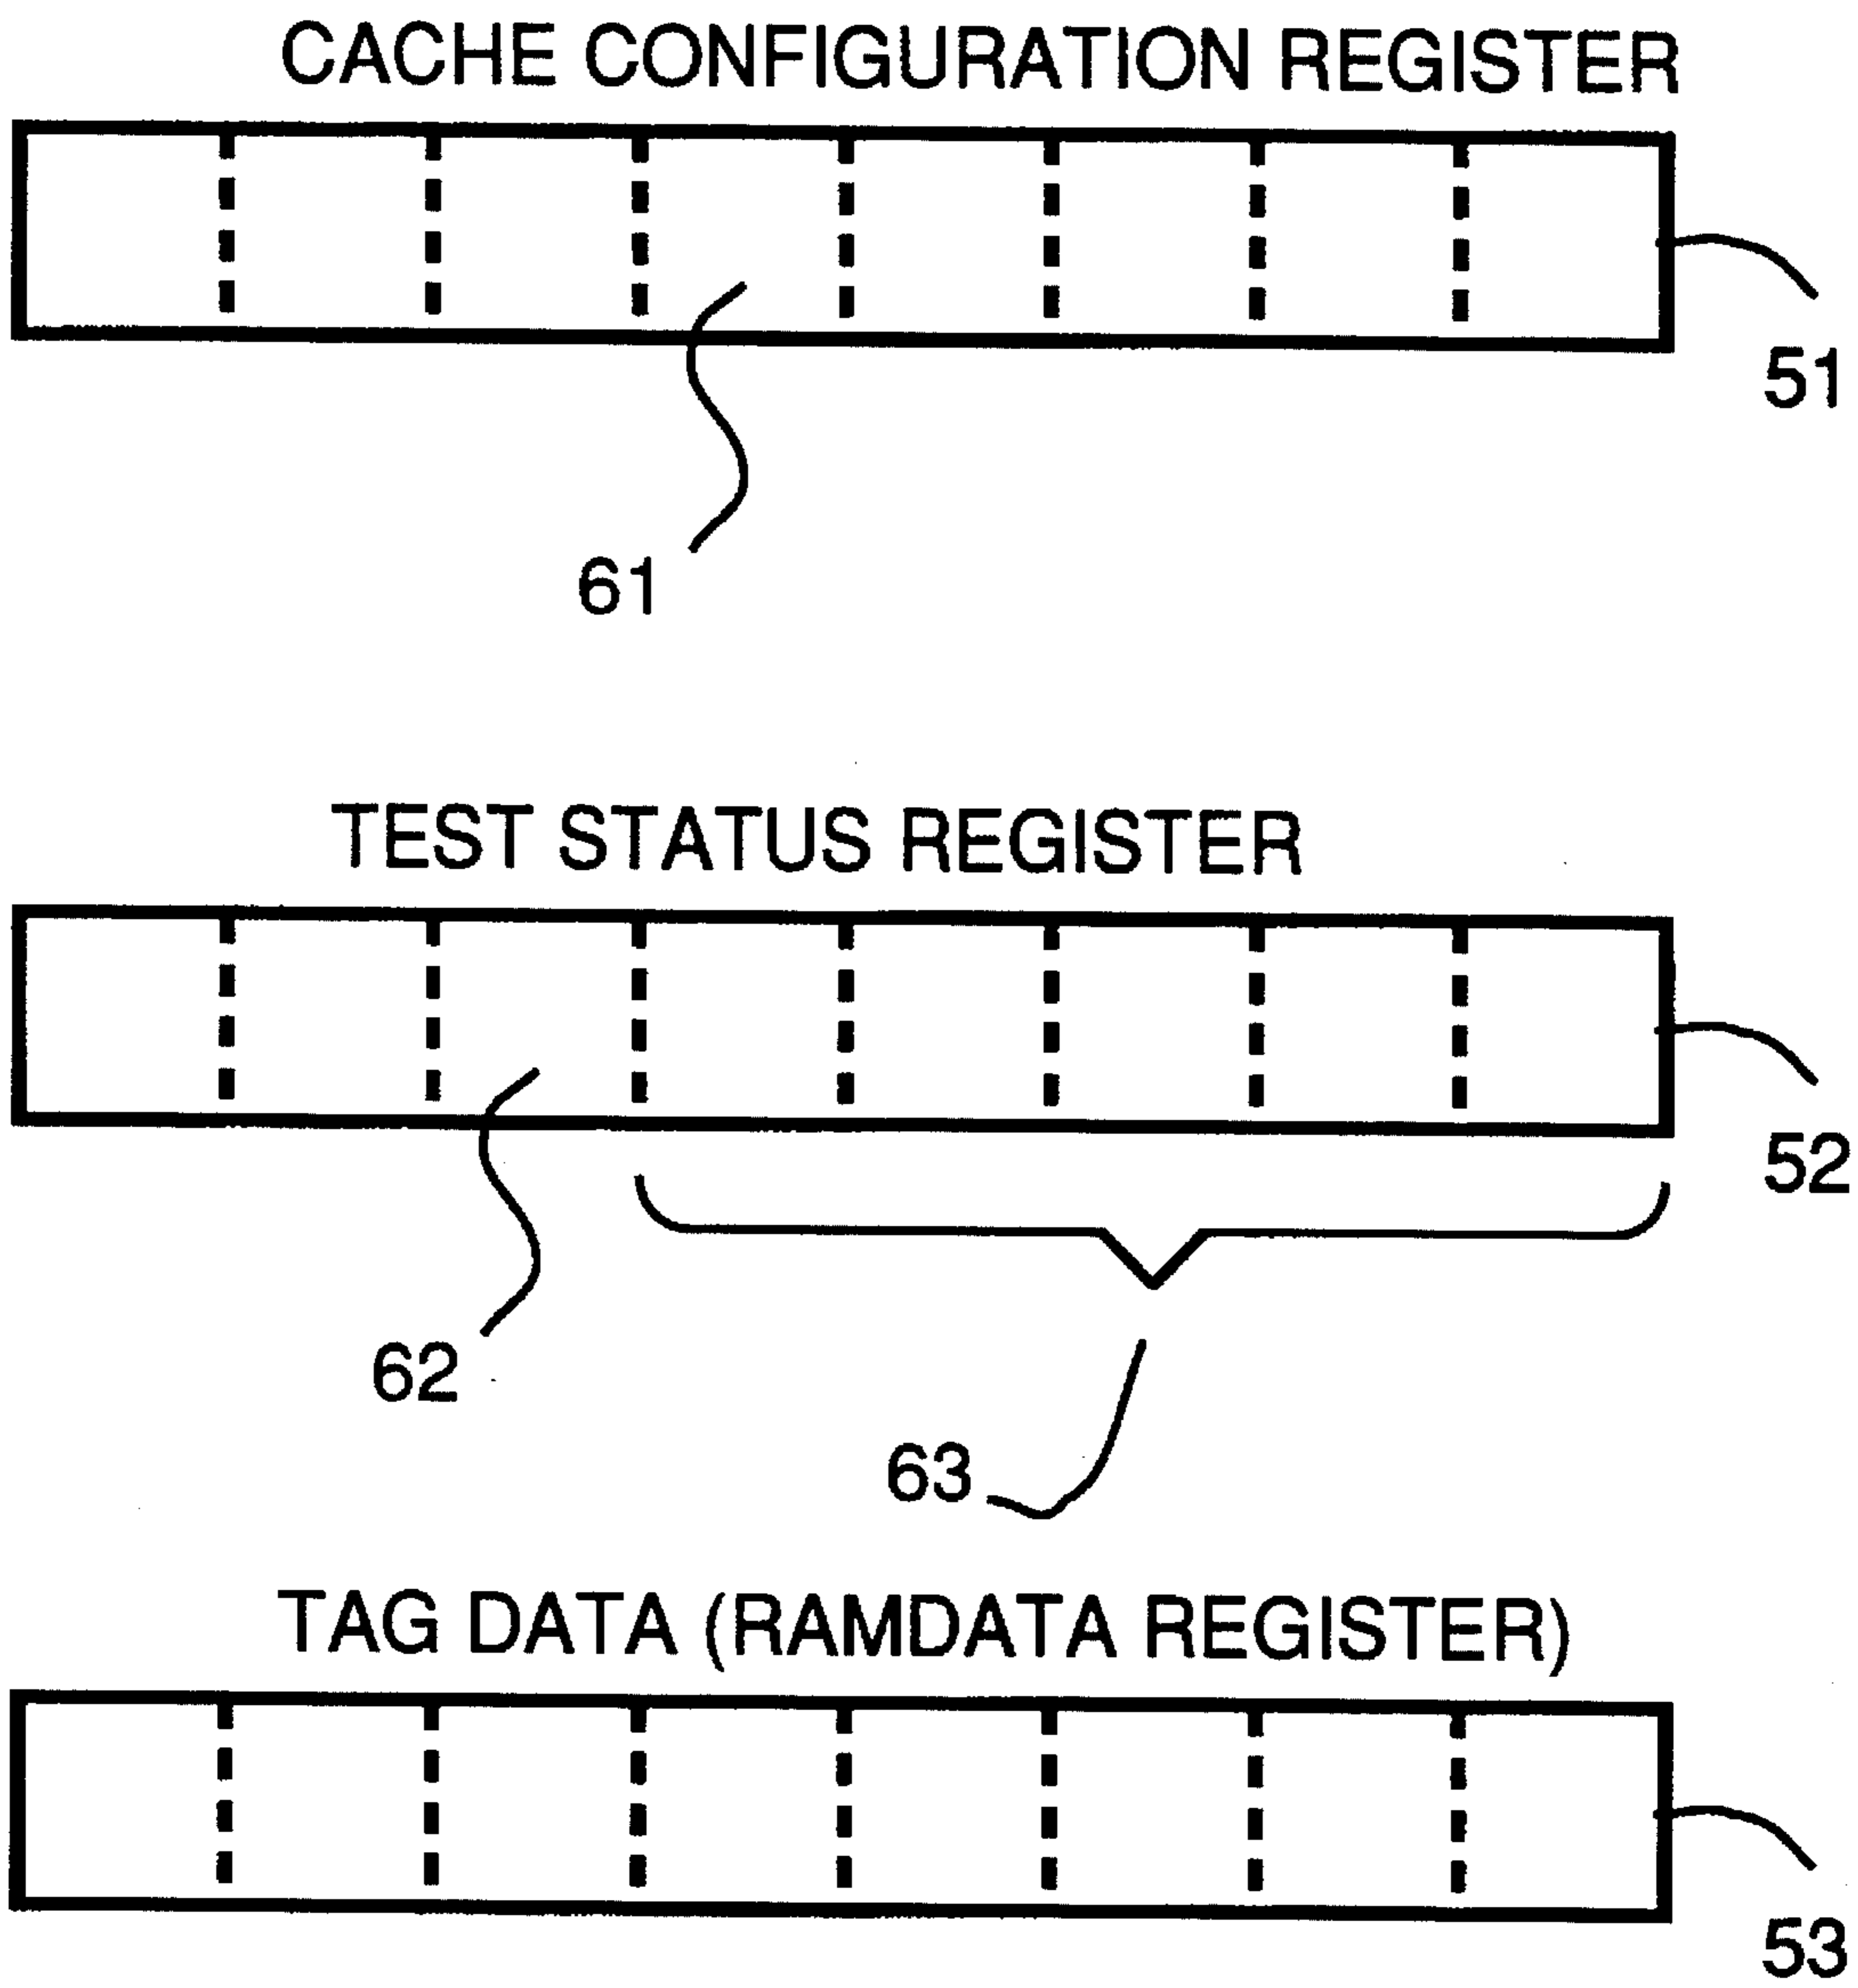 CACHE CONFIGURATION REGISTER
51
61
TEST STATUS REGISTER
52
62
63
TAG DATA (RAMDATA REGISTER)
53